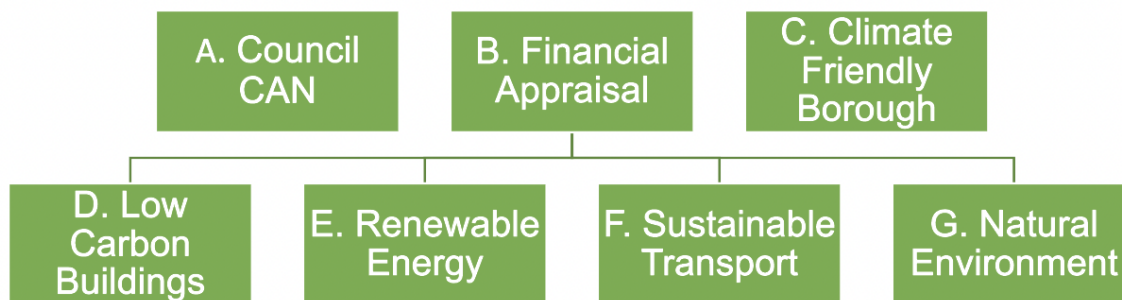 A. Council
CAN
B. Financial
Appraisal
C. Climate
Friendly
Borough
D. Low
Carbon
Buildings
E. Renewable
Energy
F. Sustainable
Transport
G. Natural
Environment